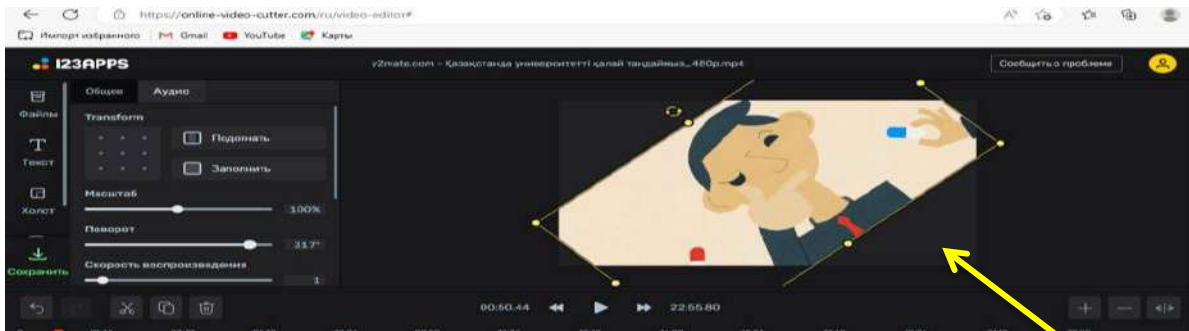 https://online-video-cutter.com/ru/video-editor#
Импорт избранного Gmail YouTube Карты
123APPS
y2mate.com - Қазақстанда университетті қалай таңдаймыз_480p.mp4
Сообщить о проблеме
Файлы
Текст
Холст
Сохранить
Общее Аудио
Transform
Подогнать
Заполнить
Масштаб
100%
Поворот
317°
Скорость воспроизведения
1
00:50.44 22:55.80